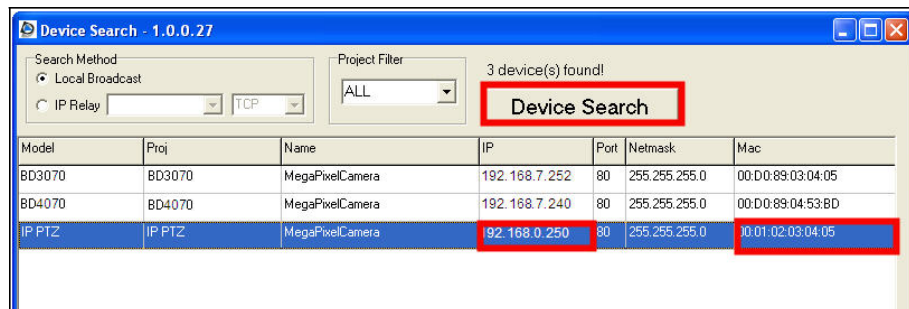 Device Search - 1.0.0.27
Search Method
Local Broadcast
IP Relay TCP
Project Filter
ALL
3 device(s) found!
Device Search
Model Proj Name IP Port Netmask Mac
BD3070 BD3070 MegaPixelCamera 192.168.7.252 80 255.255.255.0 00:D0:89:03:04:05
BD4070 BD4070 MegaPixelCamera 192.168.7.240 80 255.255.255.0 00:D0:89:04:53:BD
IP PTZ IP PTZ MegaPixelCamera 192.168.0.250 80 255.255.255.0 00:01:02:03:04:05